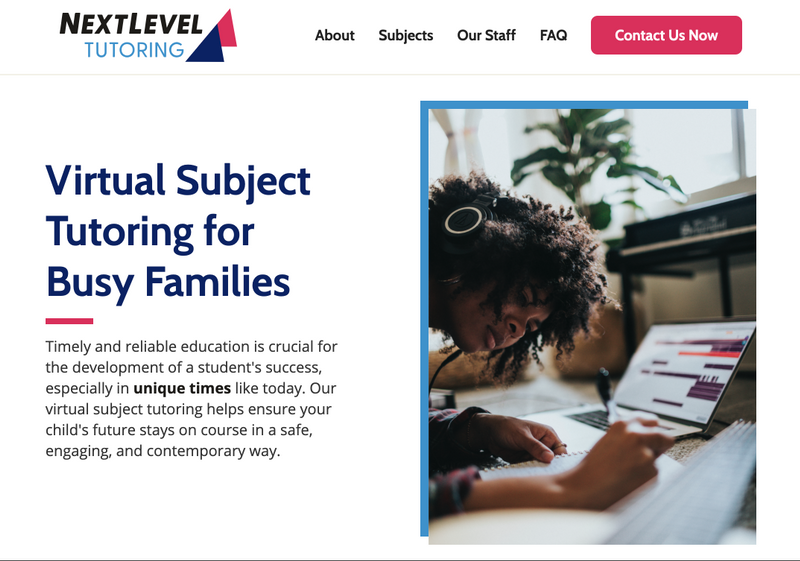 NEXTLEVEL
TUTORING
About Subjects Our Staff FAQ Contact Us Now
Virtual Subject
Tutoring for
Busy Families
Timely and reliable education is crucial for
the development of a student's success,
especially in unique times like today. Our
virtual subject tutoring helps ensure your
child's future stays on course in a safe,
engaging, and contemporary way.